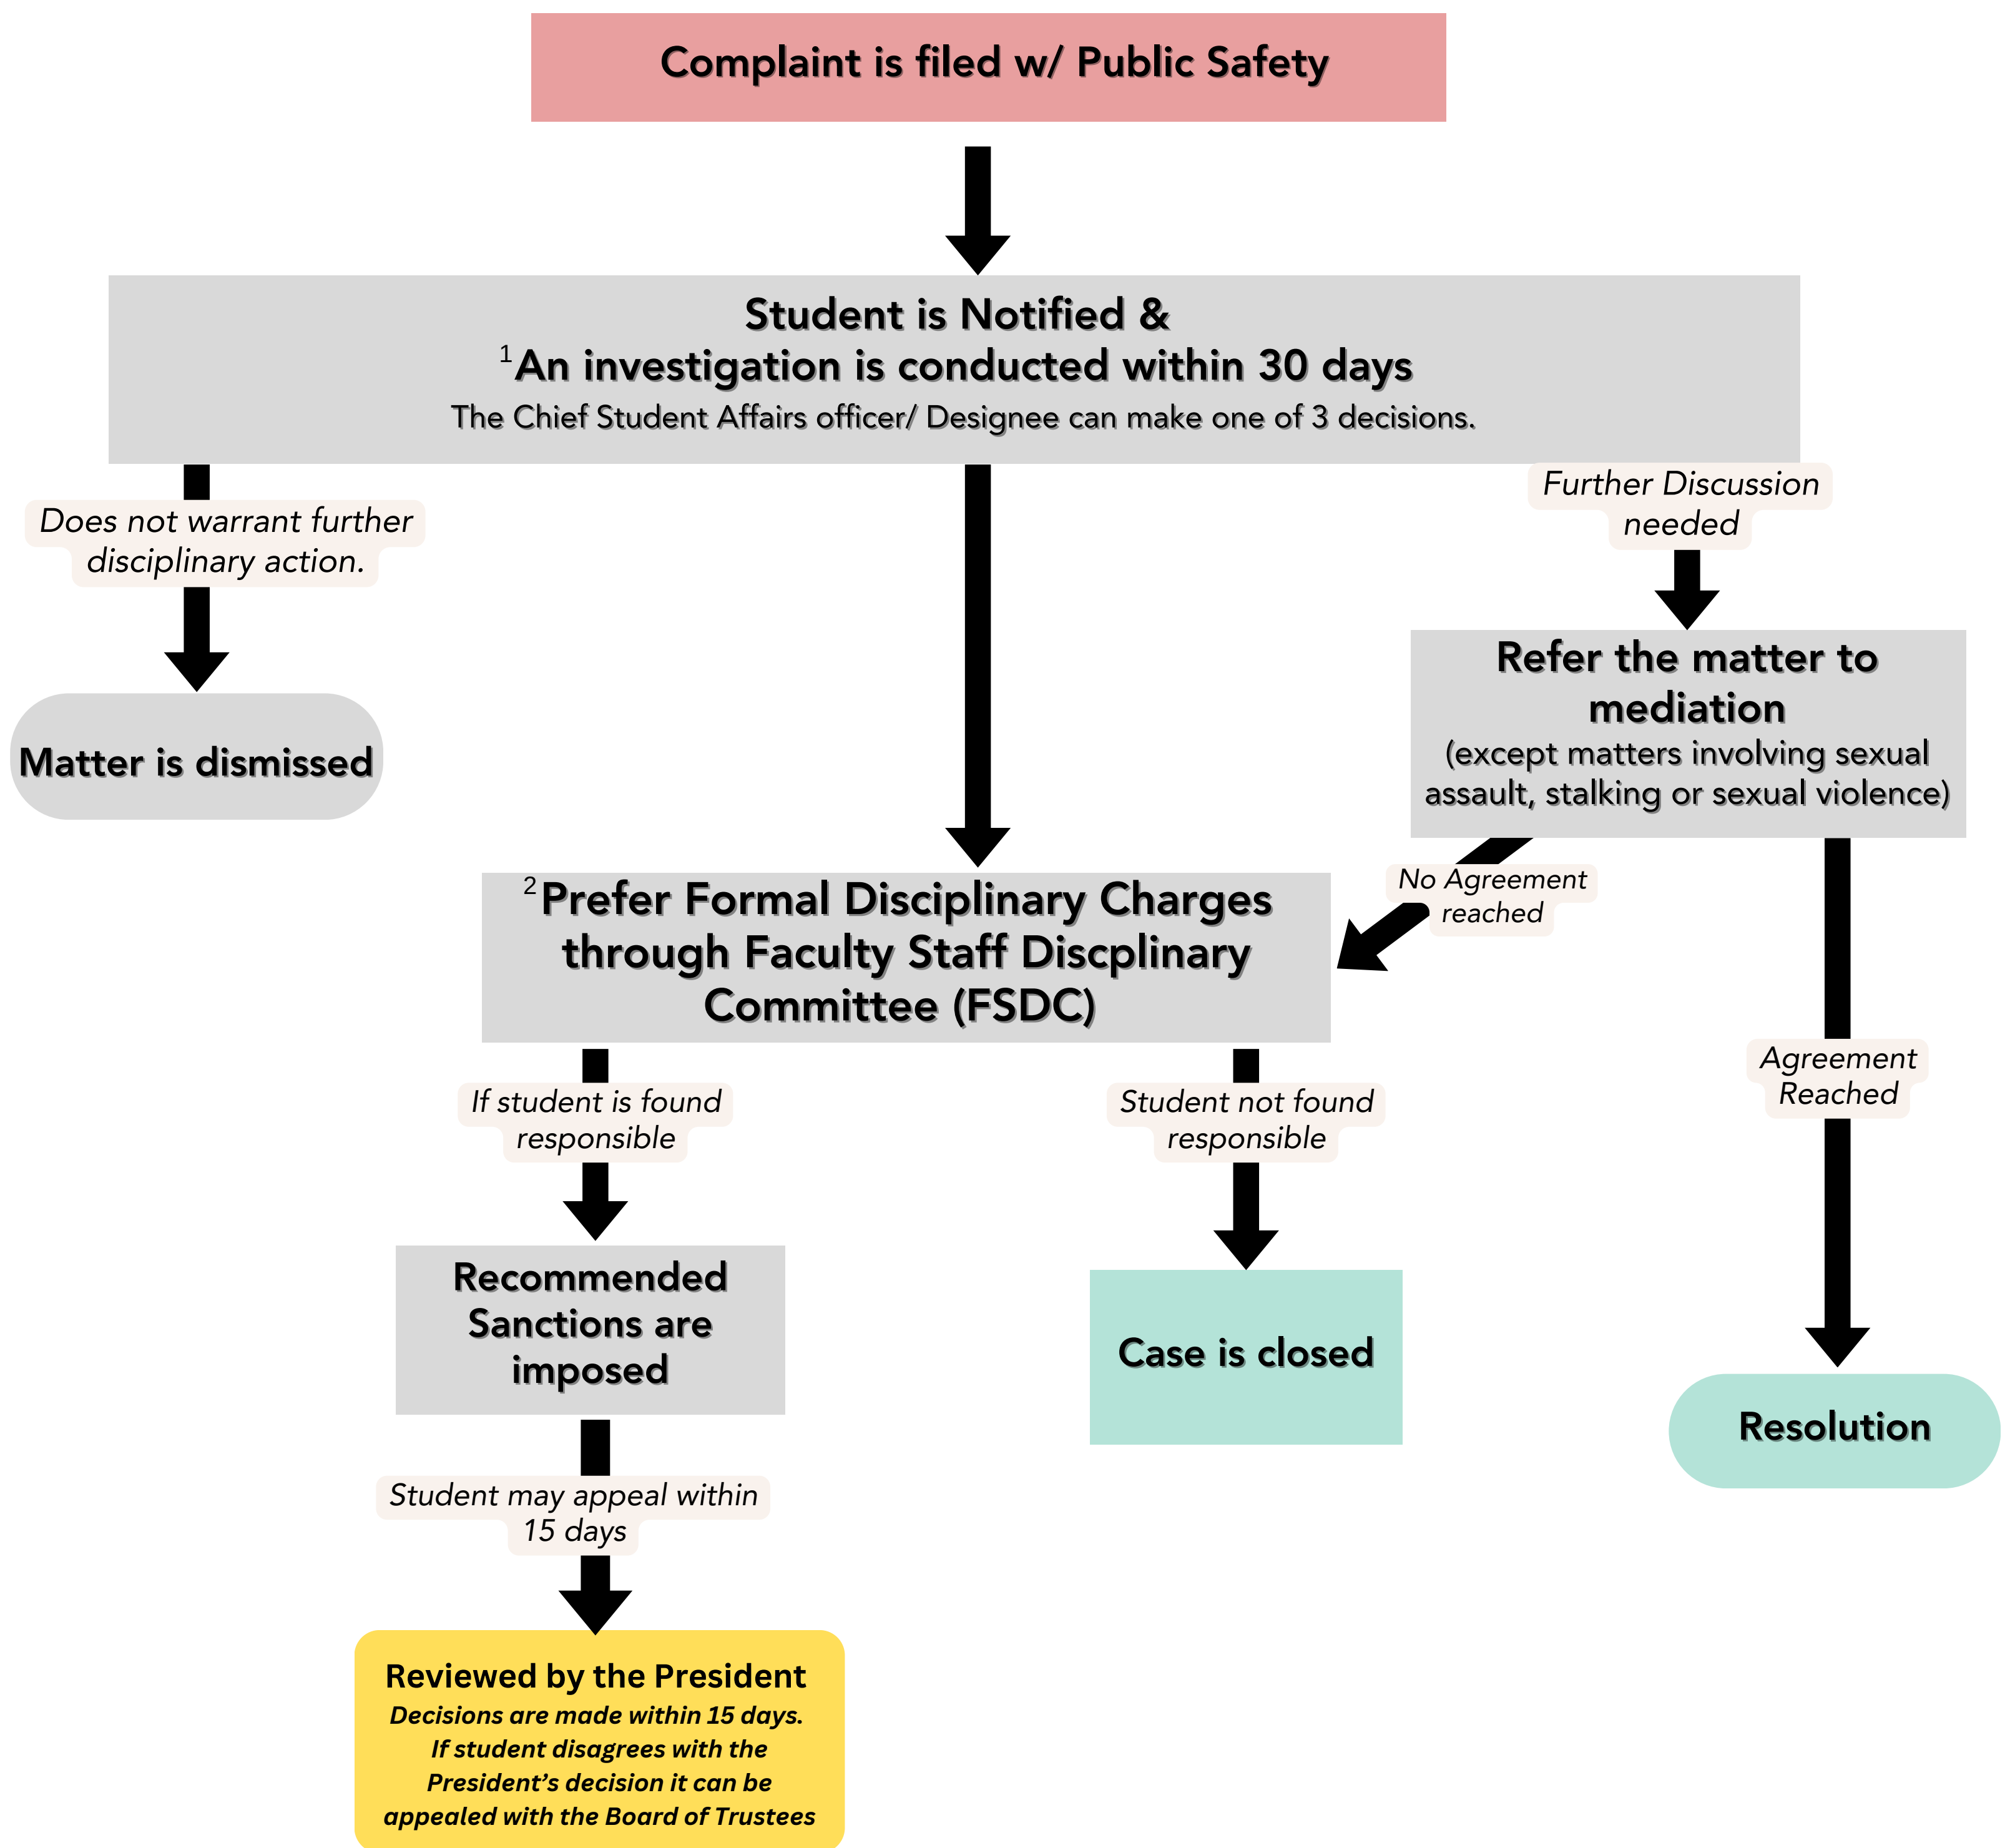 Complaint is filed w/ Public Safety
Student is Notified &
1 An investigation is conducted within 30 days
The Chief Student Affairs officer/ Designee can make one of 3 decisions.
Does not warrant further
disciplinary action.
Further Discussion
needed
Matter is dismissed
Refer the matter to
mediation
(except matters involving sexual
assault, stalking or sexual violence)
No Agreement
reached
2 Prefer Formal Disciplinary Charges
through Faculty Staff Discplinary
Committee (FSDC)
If student is found
responsible
Student not found
responsible
Agreement
Reached
Recommended
Sanctions are
imposed
Case is closed
Resolution
Student may appeal within
15 days
Reviewed by the President
Decisions are made within 15 days.
If student disagrees with the
President’s decision it can be
appealed with the Board of Trustees